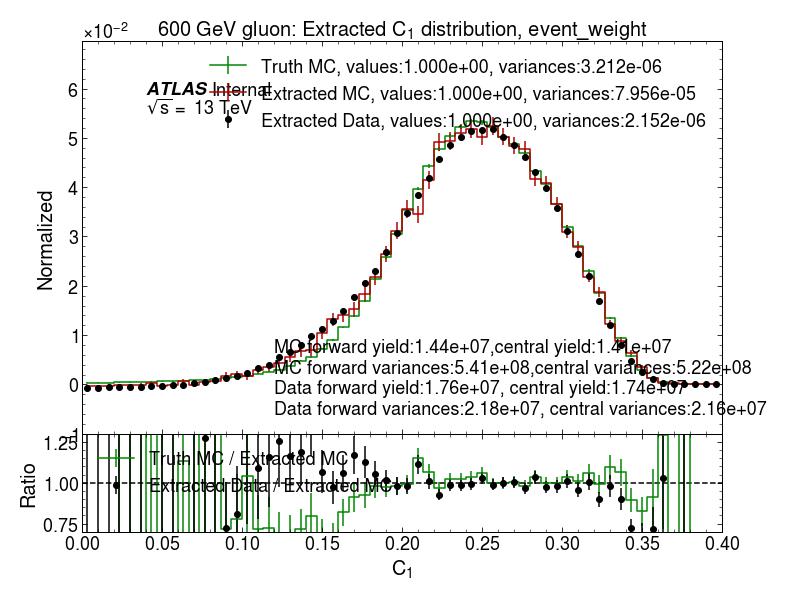 ×10⁻² 600 GeV gluon: Extracted C₁ distribution, event_weight
Truth MC, values:1.000e+00, variances:3.212e-06
ATLAS Internal
Extracted MC, values:1.000e+00, variances:7.956e-05
√s = 13 TeV
Extracted Data, values:1.000e+00, variances:2.152e-06
6
5
4
3
2
1
0
Normalized
MC forward yield:1.44e+07,central yield:1.41e+07
MC forward variances:5.41e+08,central variances:5.22e+08
Data forward yield:1.76e+07, central yield:1.74e+07
Data forward variances:2.18e+07, central variances:2.16e+07
1.25
1.00
0.75
Ratio
Truth MC / Extracted MC
Extracted Data / Extracted MC
0.00 0.05 0.10 0.15 0.20 0.25 0.30 0.35 0.40
C₁